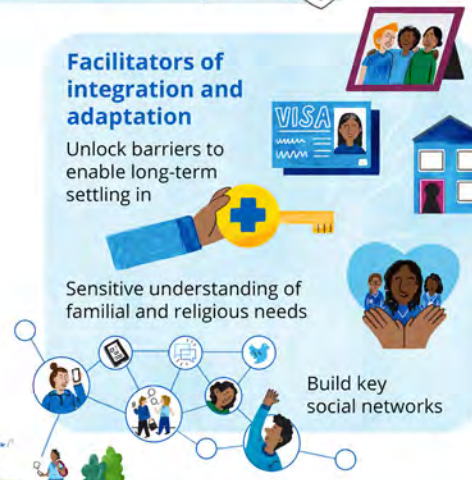 Facilitators of
integration and
adaptation
Unlock barriers to
enable long-term
settling in
VISA
Sensitive understanding of
familial and religious needs
Build key
social networks